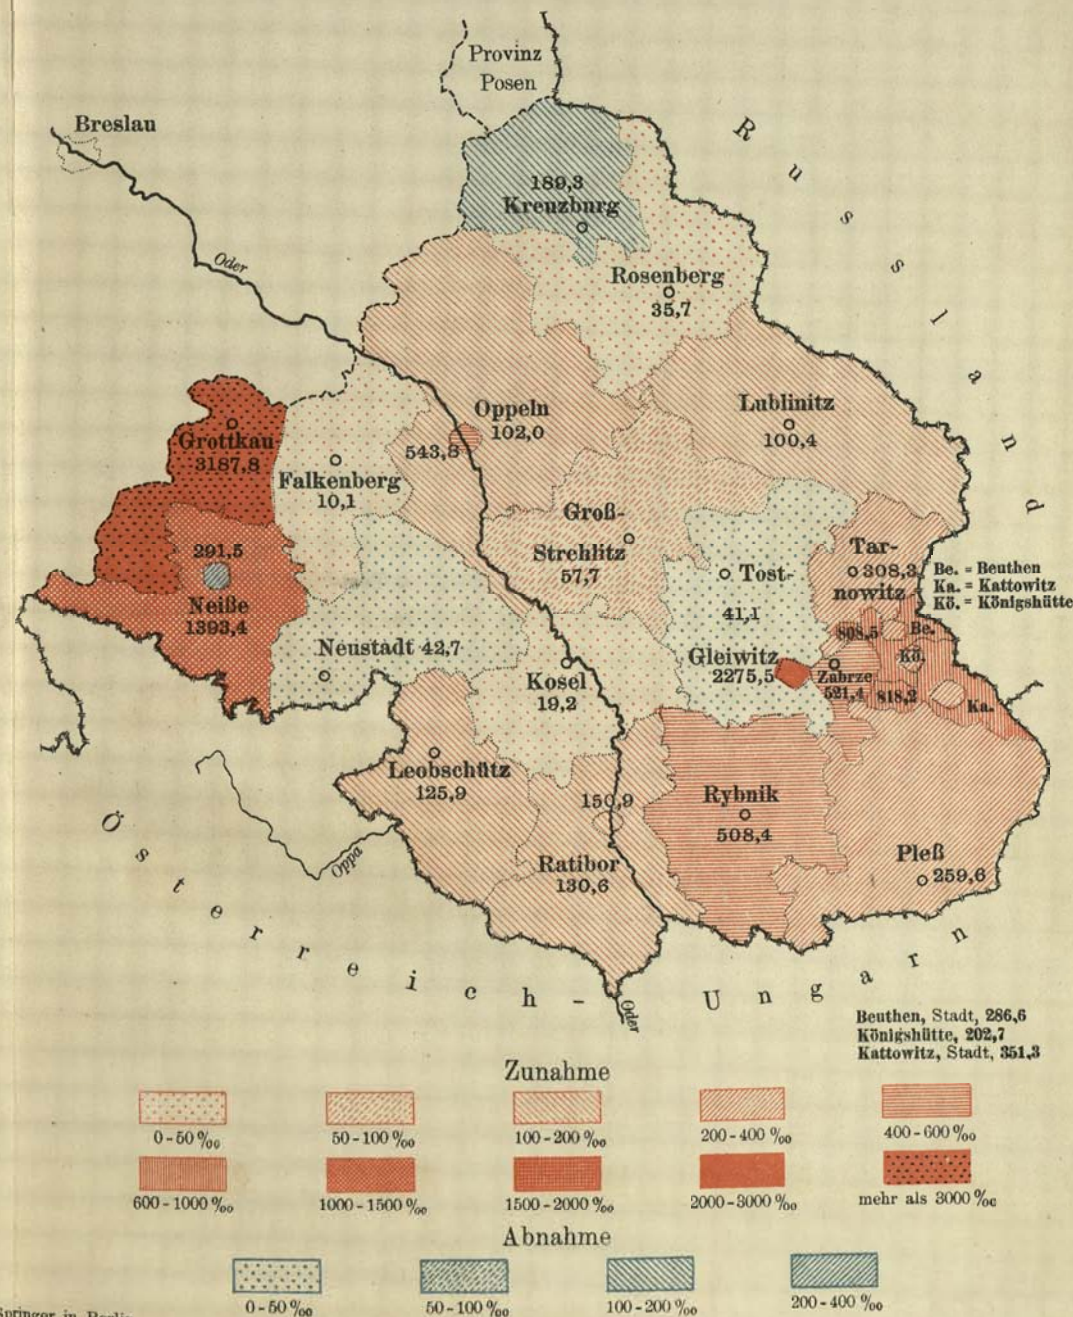 Provinz
Posen
Breslau
Russland
189,3
Kreuzburg
Oder
Rosenberg
35,7
Oppeln
102,0
Lublinitz
100,4
Grottkau
3187,8
543,8
Falkenberg
10,1
Groß-
Strehlitz
57,7
291,5
Neiße
1393,4
Tost-
41,1
Gleiwitz
2275,5
Tar-
308,3
nowitz
Be. = Beuthen
Ka. = Kattowitz
Kö. = Königshütte
808,5
Be.
Kö.
Zabrze
521,4
818,2
Ka.
Neustadt 42,7
Kosel
19,2
Leobschütz
125,9
150,9
Rybnik
508,4
Ratibor
130,6
Pleß
259,6
Oppa
Österreich-Ungarn
Oder
Beuthen, Stadt, 286,6
Königshütte, 202,7
Kattowitz, Stadt, 351,3
Zunahme
0-50 ‰
50-100 ‰
100-200 ‰
200-400 ‰
400-600 ‰
600-1000 ‰
1000-1500 ‰
1500-2000 ‰
2000-3000 ‰
mehr als 3000 ‰
Abnahme
0-50 ‰
50-100 ‰
100-200 ‰
200-400 ‰